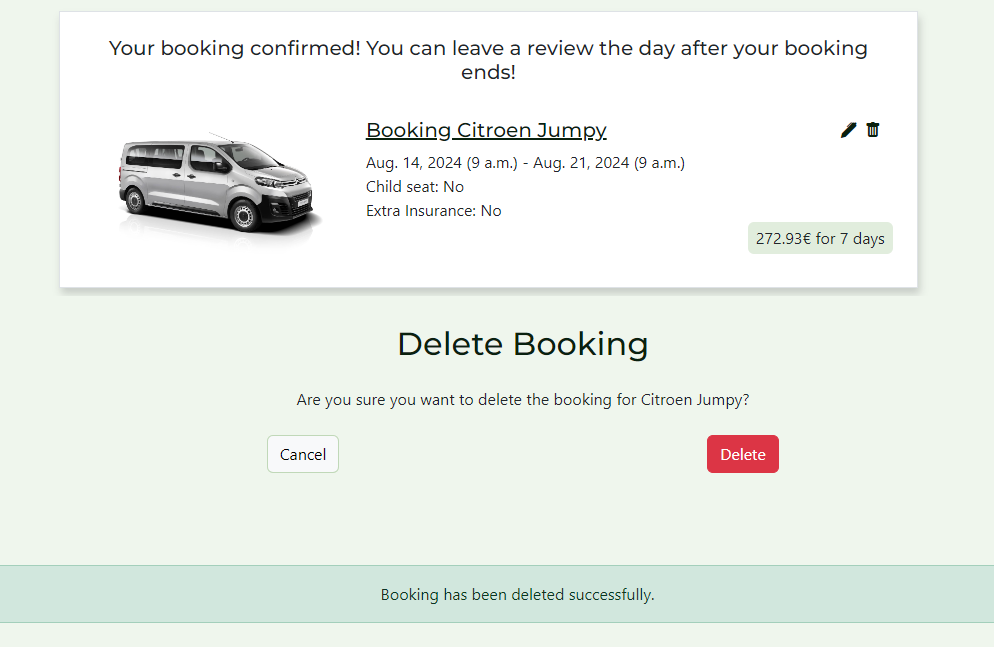 Your booking confirmed! You can leave a review the day after your booking
ends!
Booking Citroen Jumpy
Aug. 14, 2024 (9 a.m.) - Aug. 21, 2024 (9 a.m.)
Child seat: No
Extra Insurance: No
272.93€ for 7 days
Delete Booking
Are you sure you want to delete the booking for Citroen Jumpy?
Cancel
Delete
Booking has been deleted successfully.